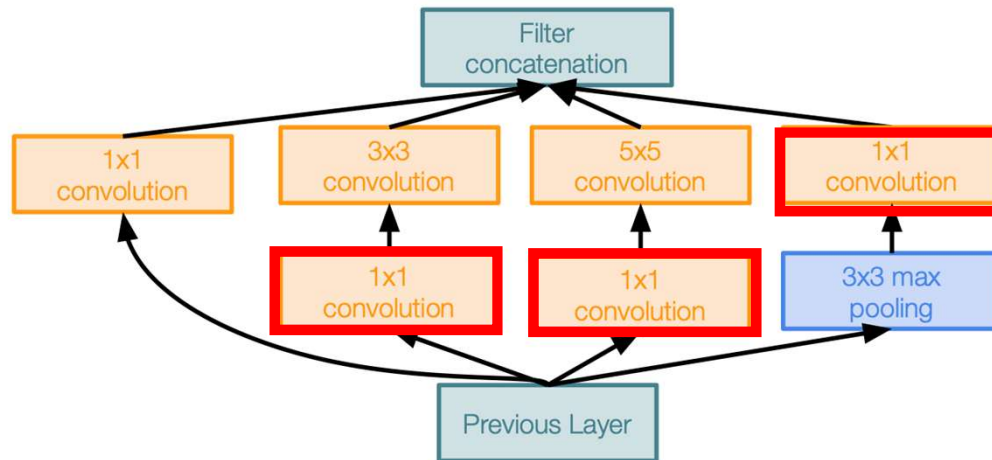 Filter
concatenation
1x1
convolution
3x3
convolution
5x5
convolution
1x1
convolution
1x1
convolution
1x1
convolution
3x3 max
pooling
Previous Layer